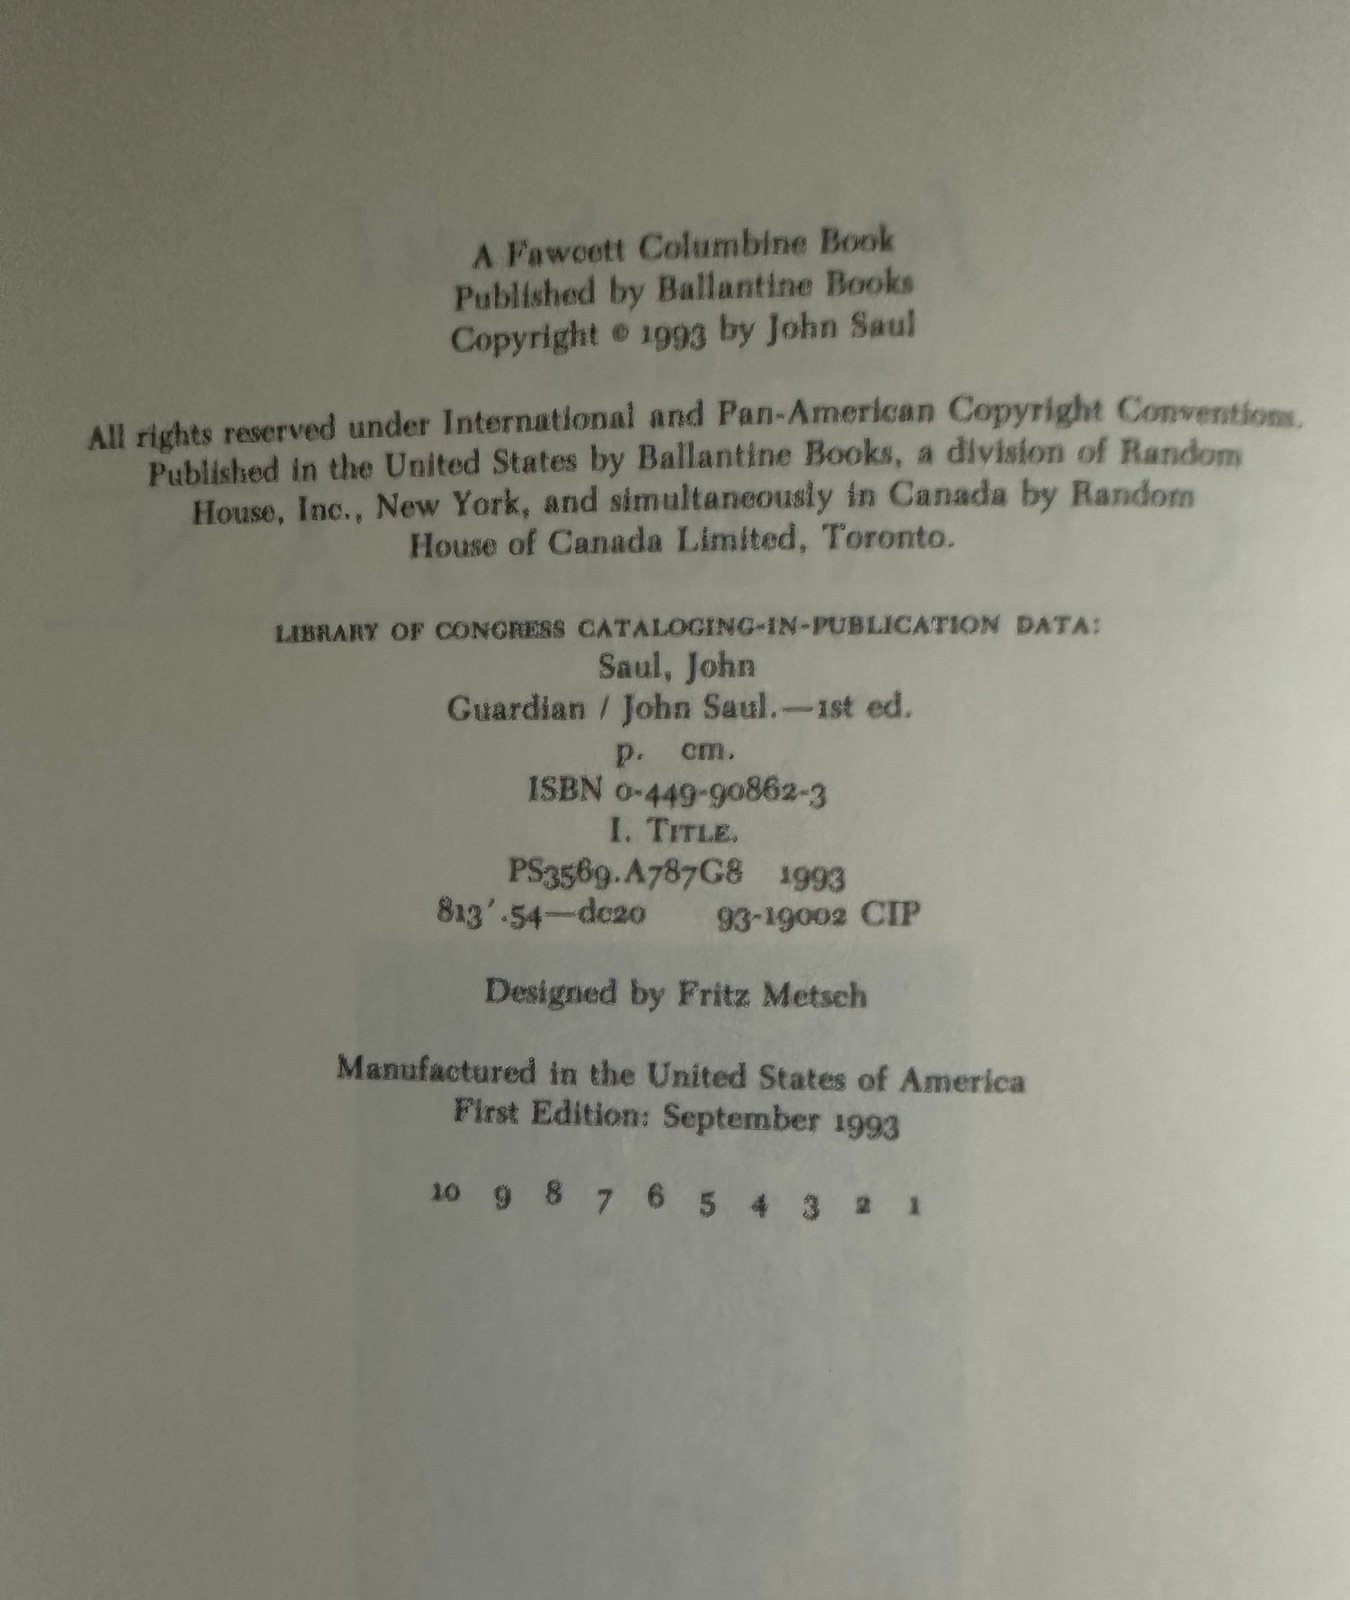 A Fawcett Columbine Book
Published by Ballantine Books
Copyright © 1993 by John Saul
All rights reserved under International and Pan-American Copyright Conventions.
Published in the United States by Ballantine Books, a division of Random
House, Inc., New York, and simultaneously in Canada by Random
House of Canada Limited, Toronto.
LIBRARY OF CONGRESS CATALOGING-IN-PUBLICATION DATA:
Saul, John
Guardian / John Saul.—1st ed.
p. cm.
ISBN 0-449-90862-3
I. TITLE.
PS3569.A787G8 1993
813'.54—dc20 93-19002 CIP
Designed by Fritz Metsch
Manufactured in the United States of America
First Edition: September 1993
10 9 8 7 6 5 4 3 2 1